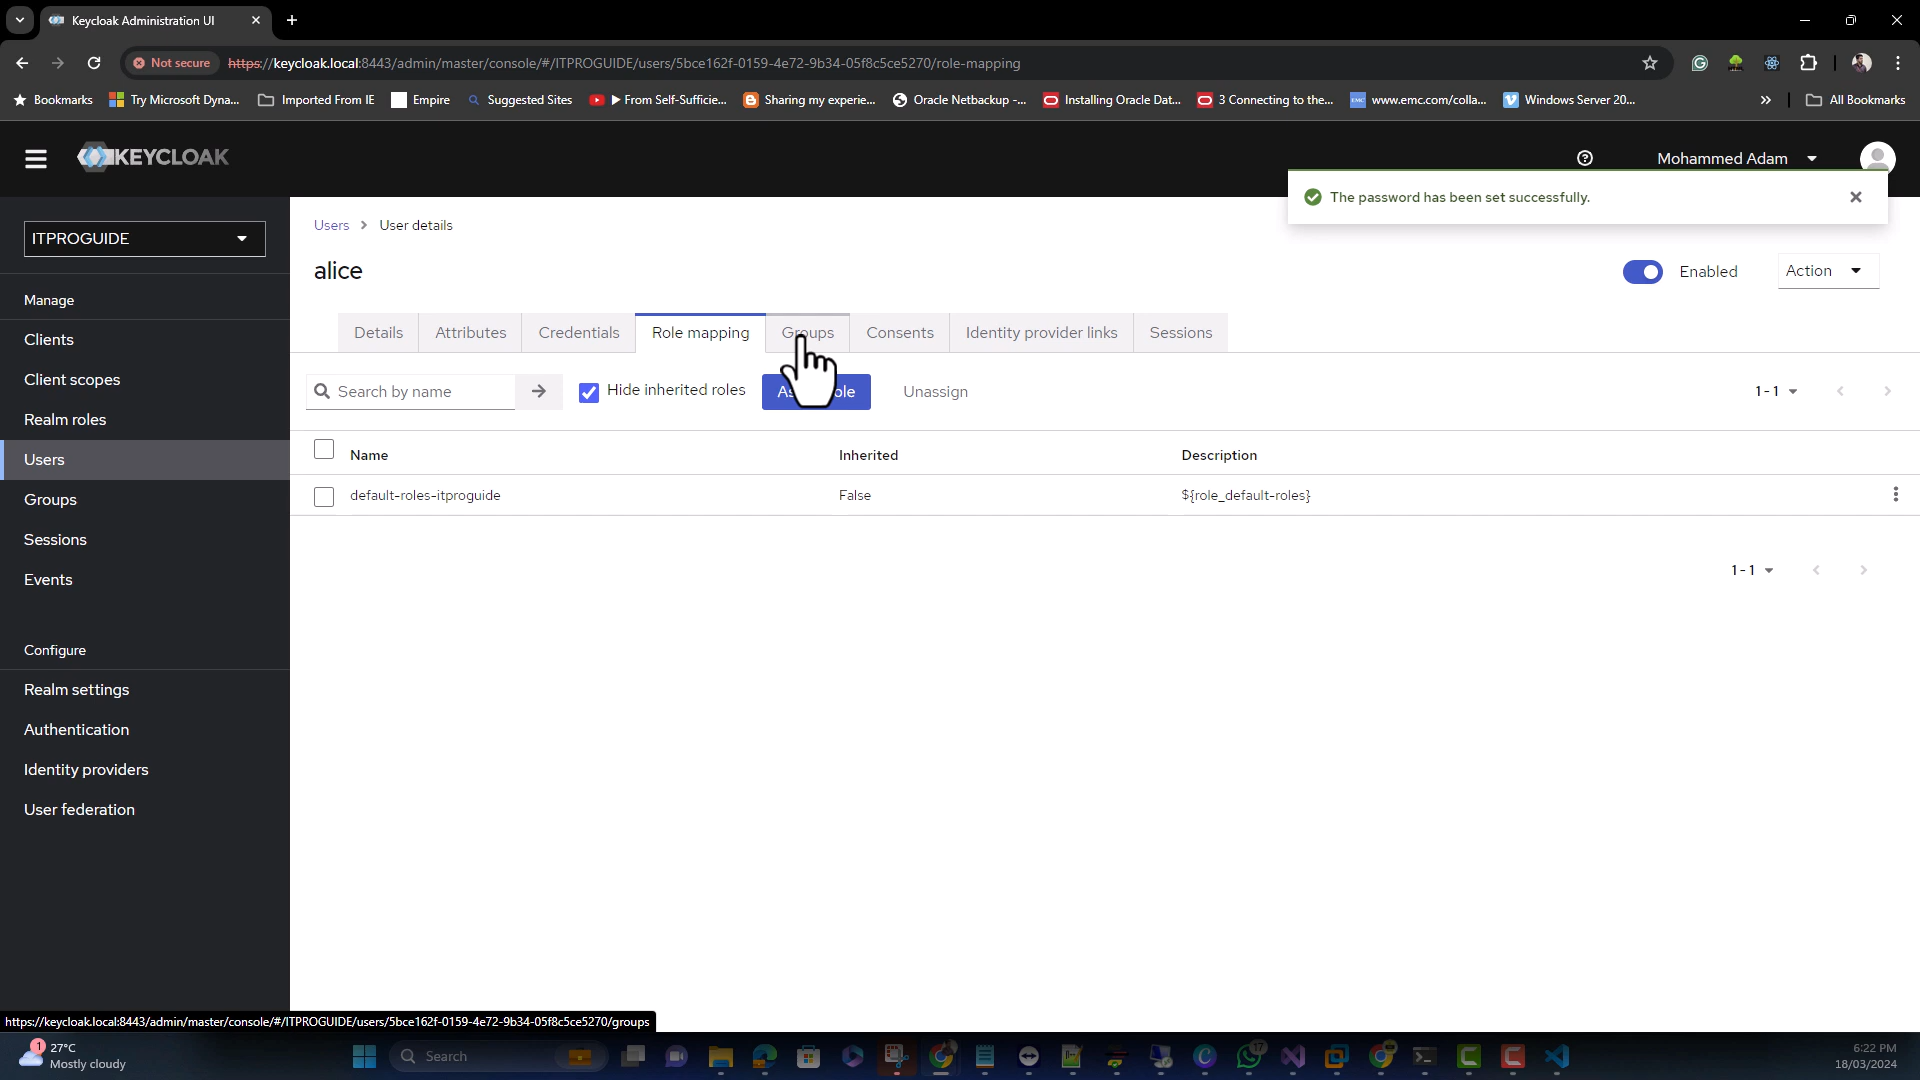 Keycloak Administration UI
Not secure
https://keycloak.local:8443/admin/master/console/#/ITPROGUIDE/users/5bce162f-0159-4e72-9b34-05f8c5ce5270/role-mapping
Bookmarks
Try Microsoft Dyna...
Imported From IE
Empire
Suggested Sites
From Self-Sufficie...
Sharing my experie...
Oracle Netbackup -...
Installing Oracle Dat...
3 Connecting to the...
www.emc.com/colla...
Windows Server 20...
All Bookmarks
KEYCLOAK
Mohammed Adam
The password has been set successfully.
ITPROGUIDE
Manage
Clients
Client scopes
Realm roles
Users
Groups
Sessions
Events
Configure
Realm settings
Authentication
Identity providers
User federation
Users > User details
alice
Enabled
Action
Details
Attributes
Credentials
Role mapping
Groups
Consents
Identity provider links
Sessions
Search by name
Hide inherited roles
Unassign
1 - 1
Name
Inherited
Description
default-roles-itproguide
False
${role_default-roles}
1 - 1
https://keycloak.local:8443/admin/master/console/#/ITPROGUIDE/users/5bce162f-0159-4e72-9b34-05f8c5ce5270/groups
1
27°C
Mostly cloudy
Search
17
6:22 PM
18/03/2024